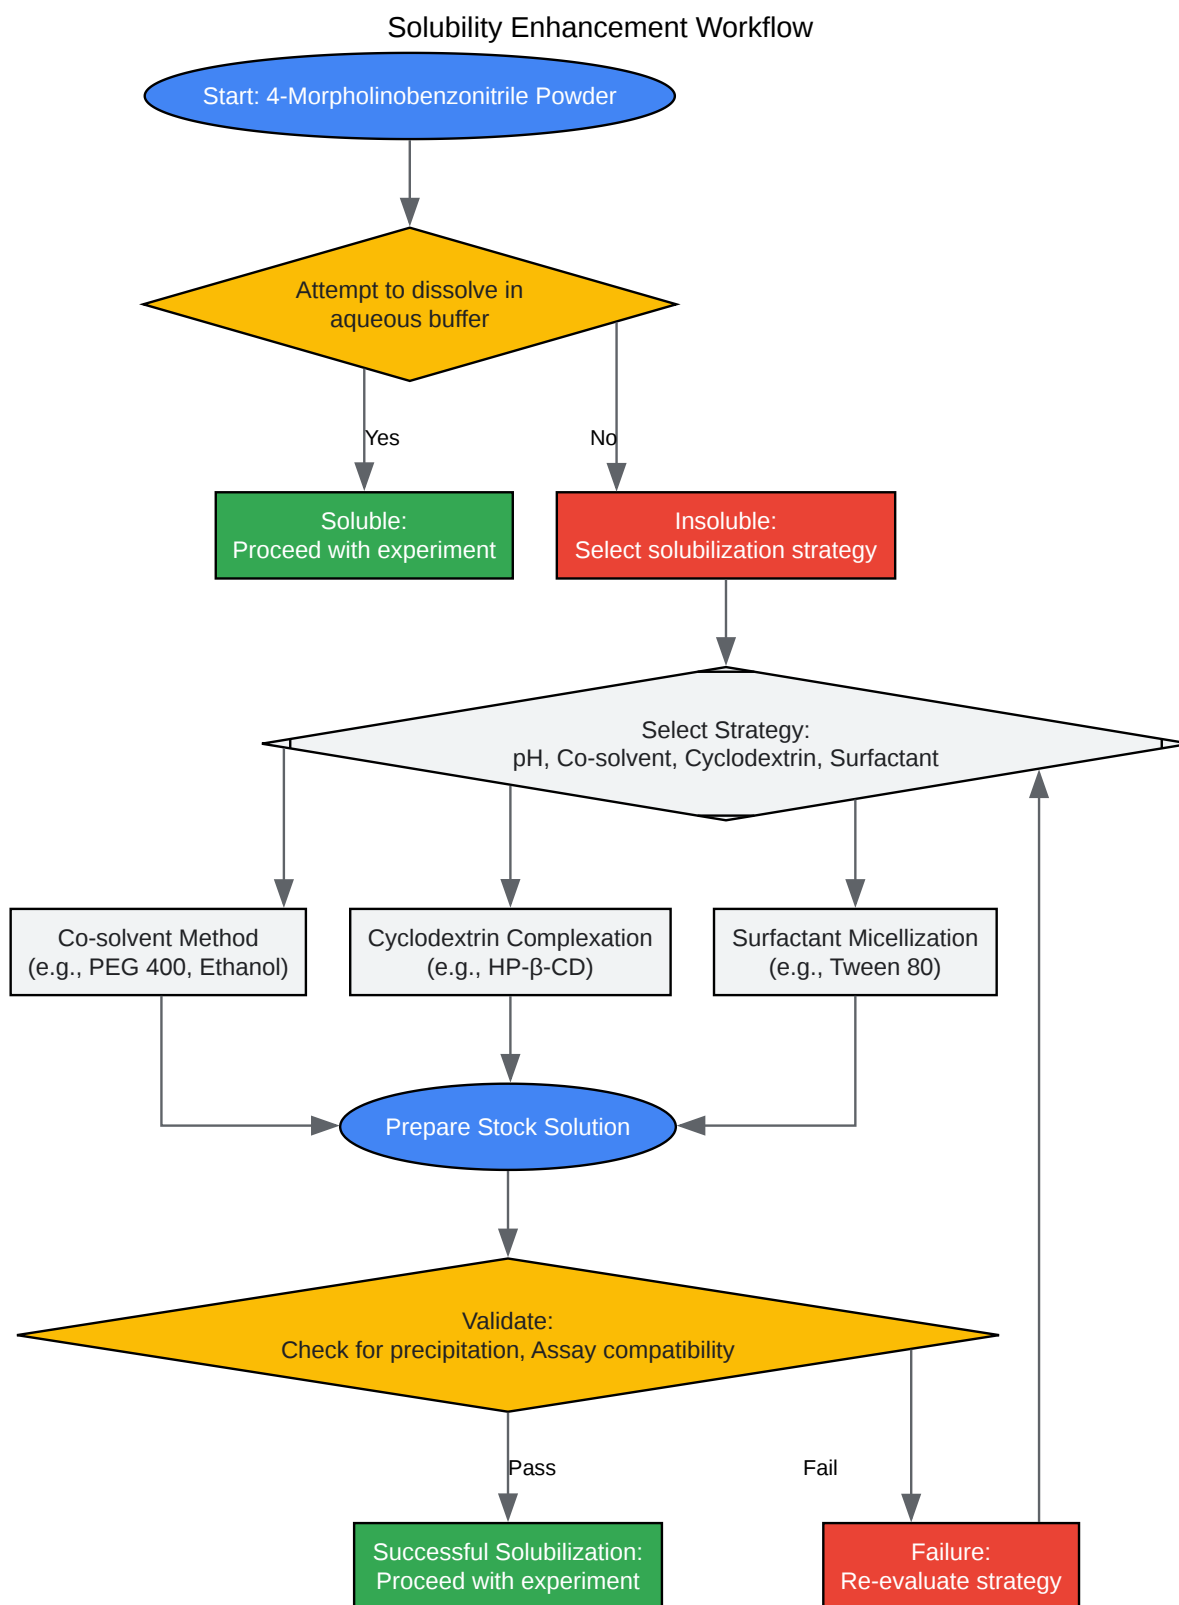 Solubility Enhancement Workflow
Start: 4-Morpholinobenzonitrile Powder
Attempt to dissolve in
aqueous buffer
Yes
No
Soluble:
Proceed with experiment
Insoluble:
Select solubilization strategy
Select Strategy:
pH, Co-solvent, Cyclodextrin, Surfactant
Co-solvent Method
(e.g., PEG 400, Ethanol)
Cyclodextrin Complexation
(e.g., HP-β-CD)
Surfactant Micellization
(e.g., Tween 80)
Prepare Stock Solution
Validate:
Check for precipitation, Assay compatibility
Pass
Fail
Successful Solubilization:
Proceed with experiment
Failure:
Re-evaluate strategy